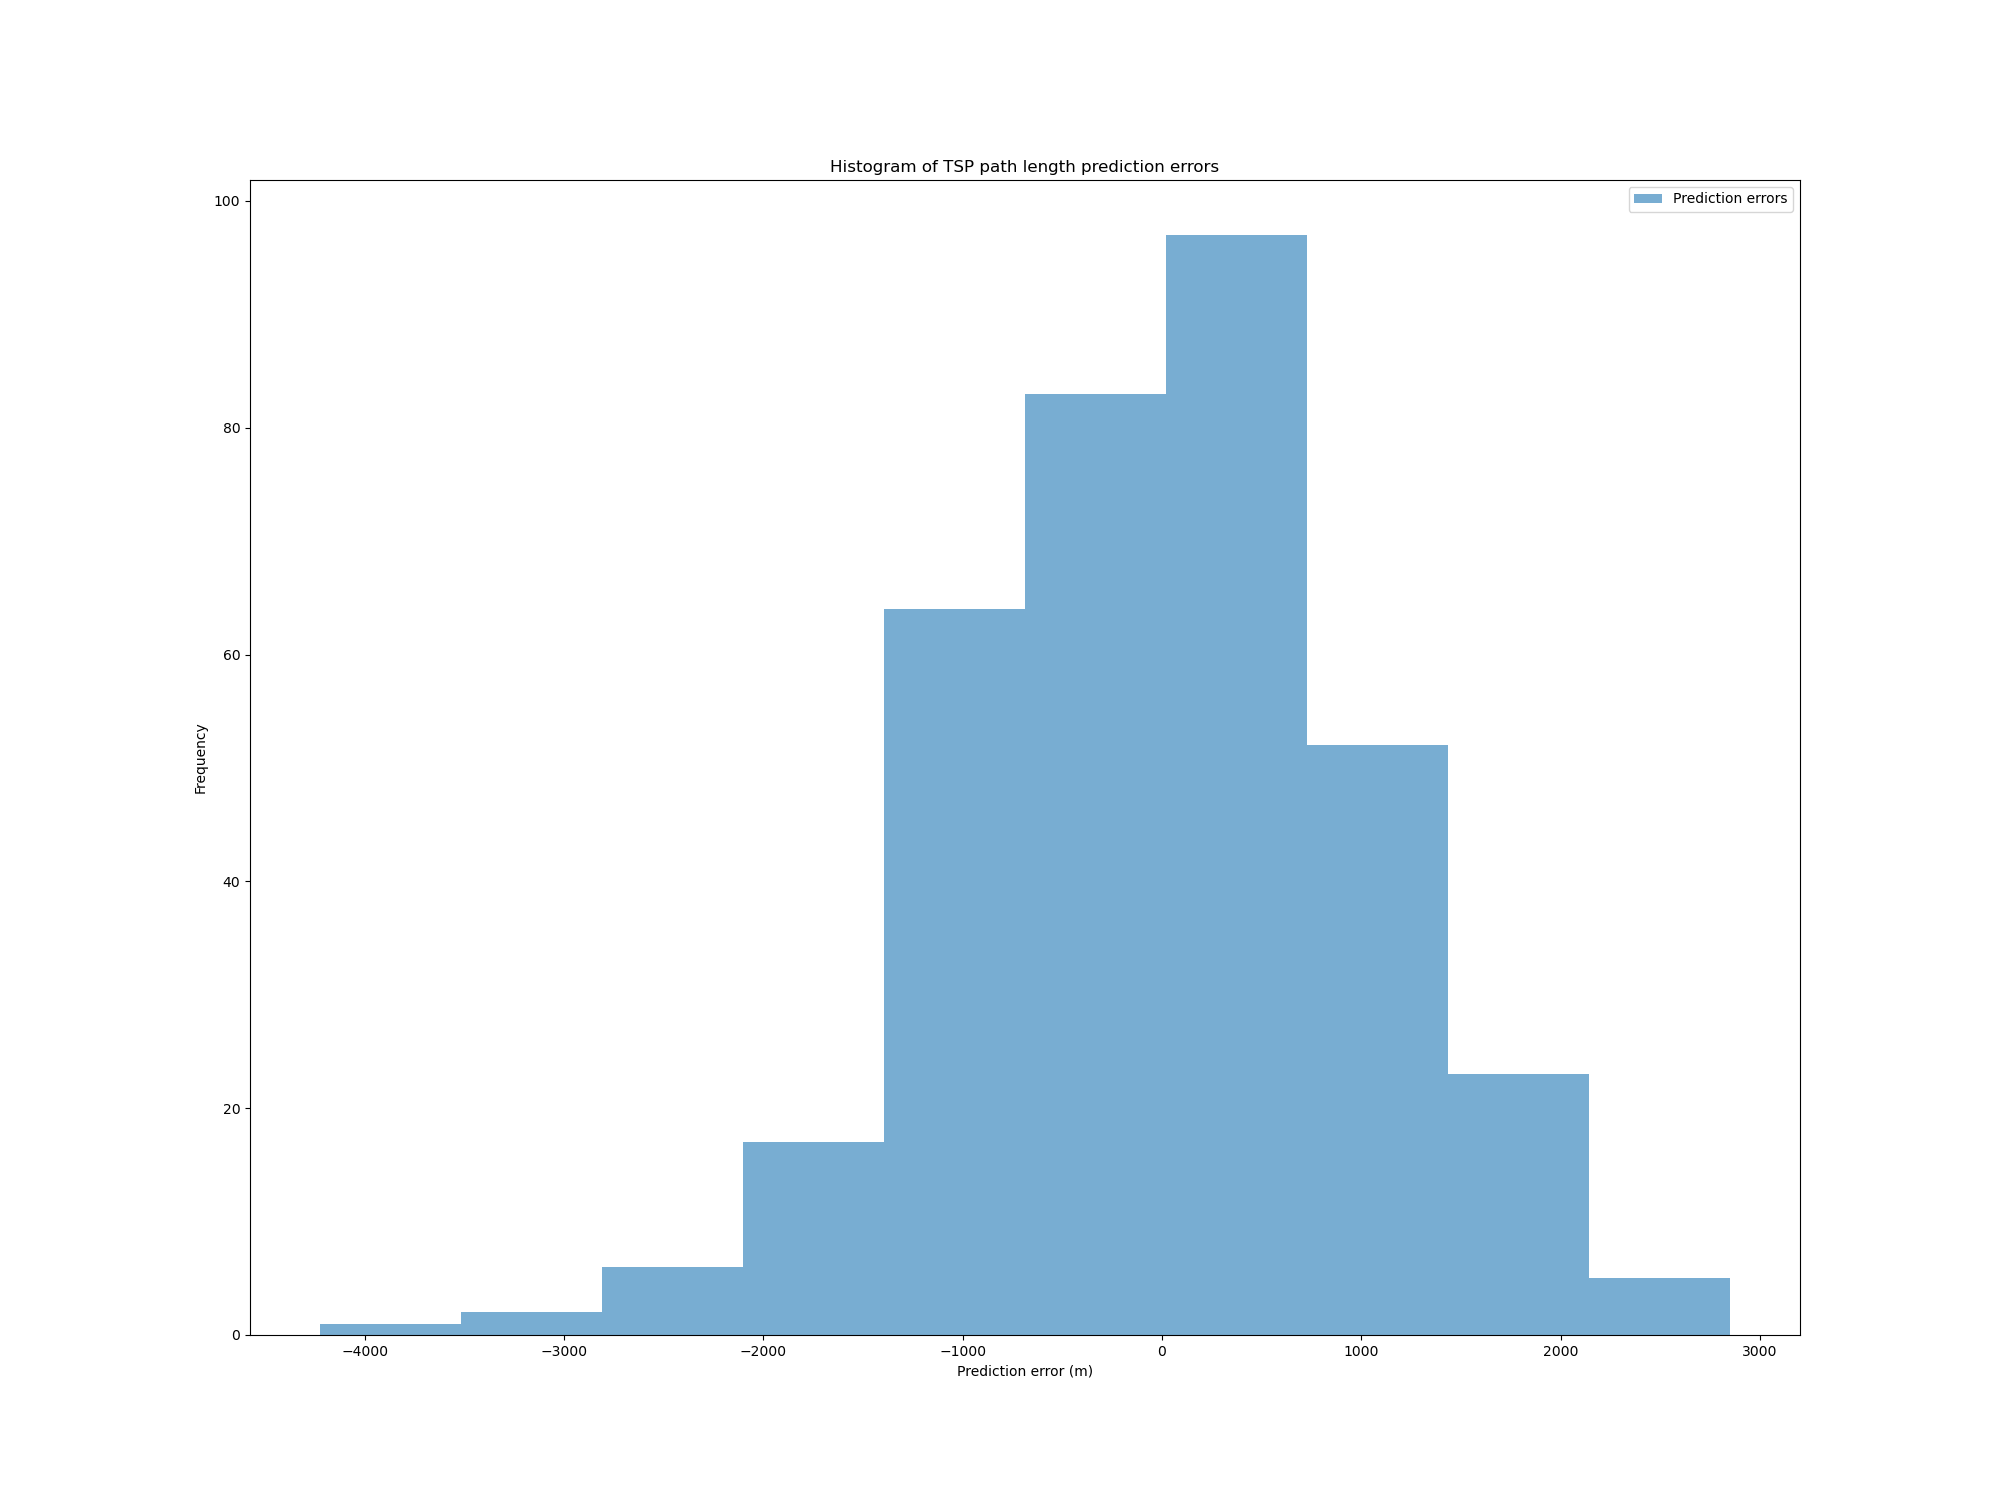 Histogram of TSP path length prediction errors
Prediction errors
100
80
60
40
20
0
Frequency
−4000 −3000 −2000 −1000 0 1000 2000 3000
Prediction error (m)